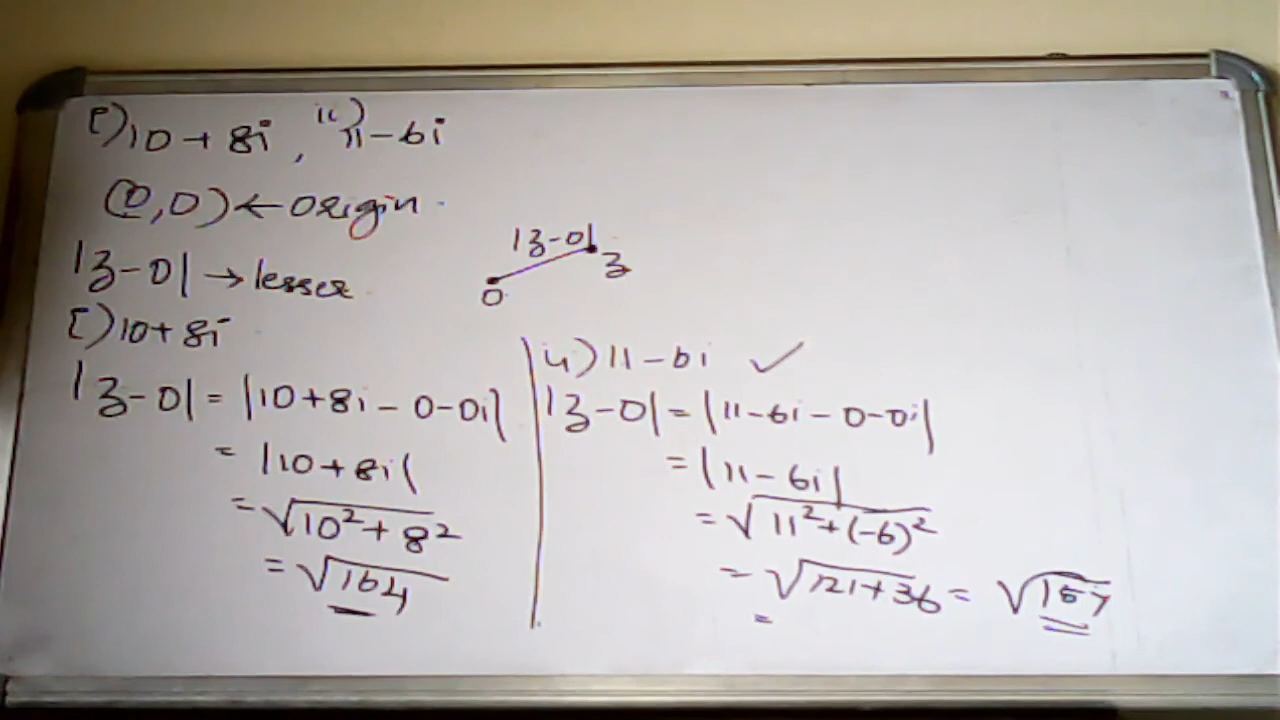 i) 10 + 8i , ii) 11 - 6i
(0,0) ← origin.
|z-0| → lesser
|z-0|
0 z
i) 10 + 8i
|z-0| = |10+8i - 0-0i|
= |10 + 8i|
= √10² + 8²
= √164
ii) 11 - 6i ✓
|z-0| = |11-6i - 0-0i|
= |11 - 6i|
= √11² + (-6)²
= √121+36 = √157
=